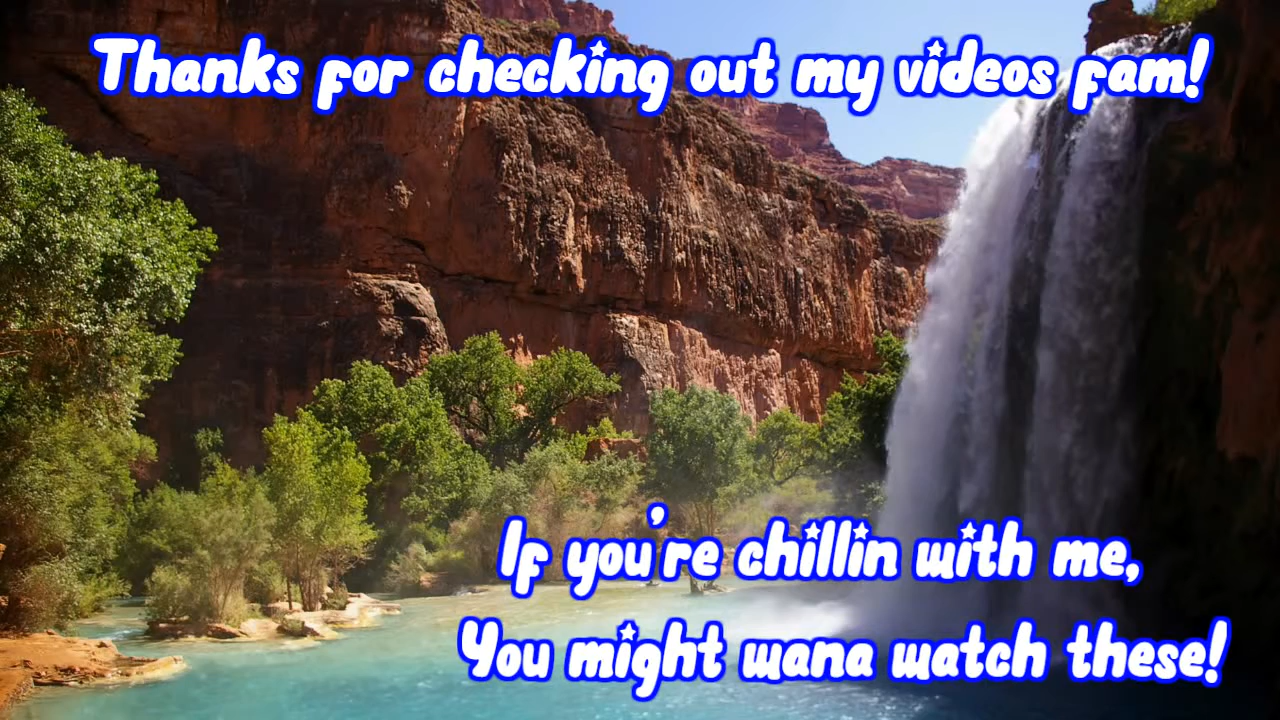 Thanks for checking out my videos fam!
If you're chillin with me,
You might wana watch these!